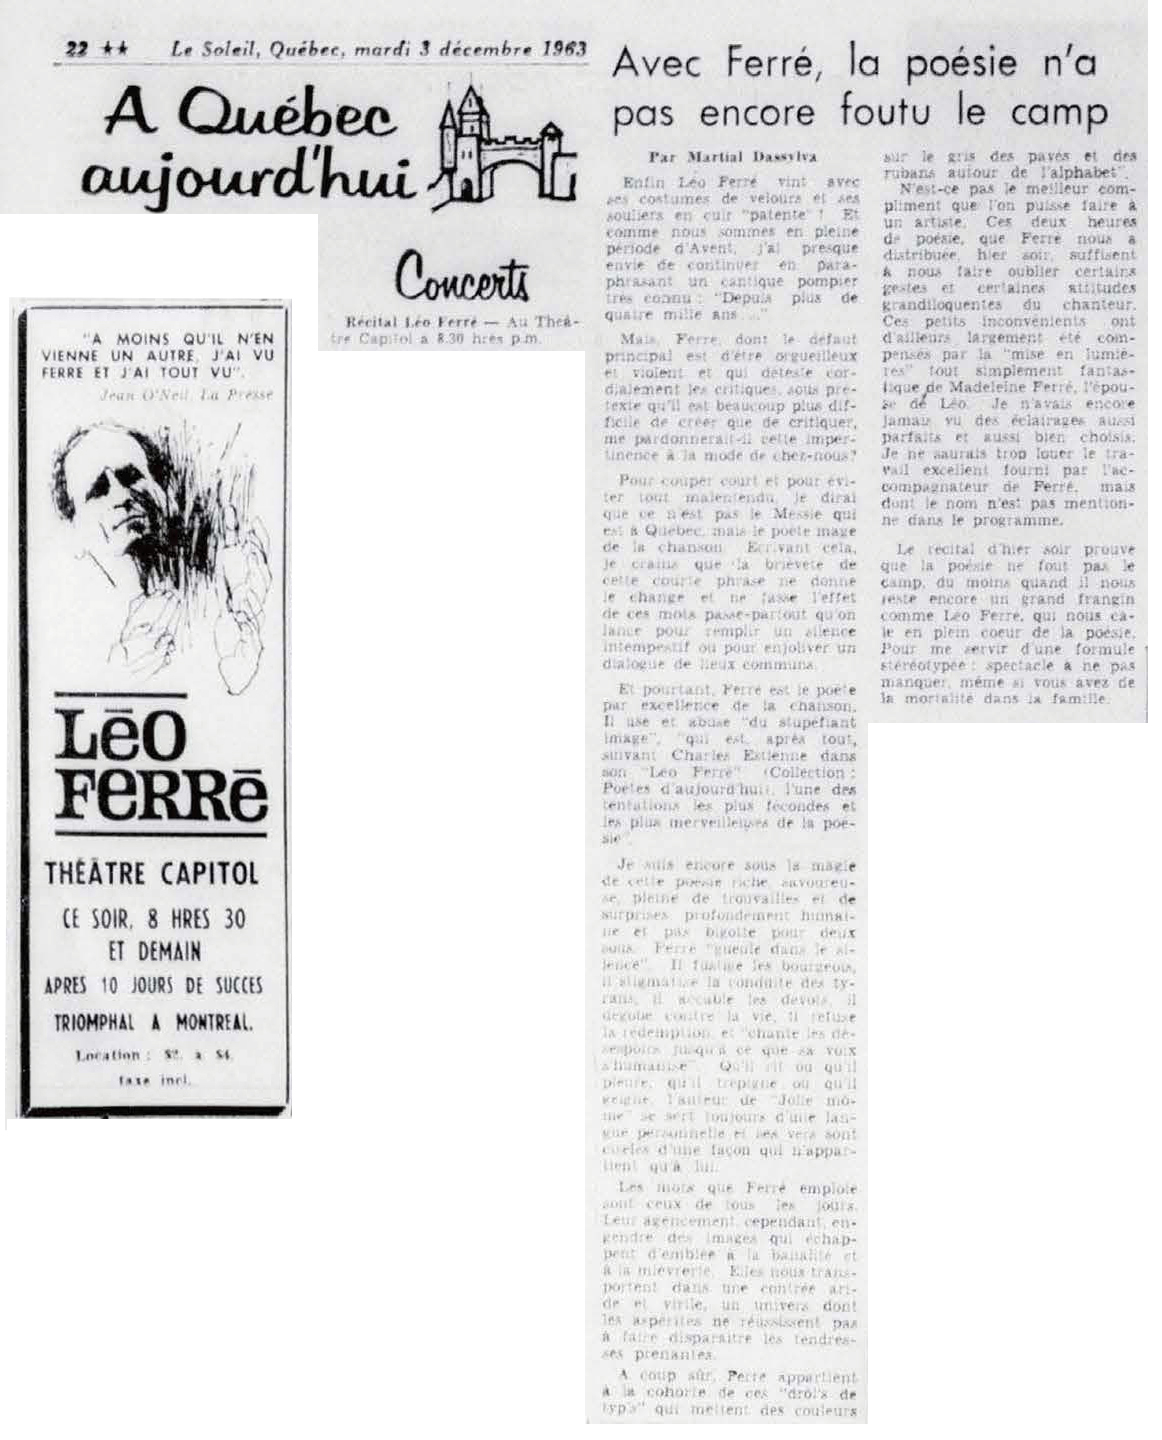 22 ★★ Le Soleil, Québec, mardi 3 décembre 1963
A Québec
aujourd'hui
Concerts
Récital Léo Ferré — Au Théâ-
tre Capitol à 8.30 hres p.m.
"A MOINS QU'IL N'EN
VIENNE UN AUTRE, J'AI VU
FERRE ET J'AI TOUT VU".
Jean O'Neil, La Presse
LéO
FeRRé
THÉÂTRE CAPITOL
CE SOIR, 8 HRES 30
ET DEMAIN
APRES 10 JOURS DE SUCCES
TRIOMPHAL A MONTREAL.
Location : $2. à $4.
taxe incl.
Avec Ferré, la poésie n'a
pas encore foutu le camp
Par Martial Dassylva
Enfin Léo Ferré vint avec
ses costumes de velours et ses
souliers en cuir "patente" ! Et
comme nous sommes en pleine
période d'Avent, j'ai presque
envie de continuer en para-
phrasant un cantique pompier
très connu : "Depuis plus de
quatre mille ans ..."
Mais, Ferré, dont le défaut
principal est d'être orgueilleux
et violent et qui déteste cor-
dialement les critiques, sous pré-
texte qu'il est beaucoup plus dif-
ficile de créer que de critiquer,
me pardonnerait-il cette imper-
tinence à la mode de chez-nous?
Pour couper court et pour évi-
ter tout malentendu, je dirai
que ce n'est pas le Messie qui
est à Québec, mais le poète mage
de la chanson. Ecrivant cela,
je crains que la brièveté de
cette courte phrase ne donne
le change et ne fasse l'effet
de ces mots passe-partout qu'on
lance pour remplir un silence
intempestif ou pour enjoliver un
dialogue de lieux communs.
Et pourtant, Ferré est le poète
par excellence de la chanson.
Il use et abuse "du stupéfiant
image", "qui est, après tout,
suivant Charles Estienne dans
son "Léo Ferré" (Collection :
Poètes d'aujourd'hui), l'une des
tentations les plus fécondes et
les plus merveilleuses de la poé-
sie".
Je suis encore sous la magie
de cette poésie riche, savoureu-
se, pleine de trouvailles et de
surprises, profondément humai-
ne et pas bigotte pour deux
sous. Ferré "gueule dans le si-
lence". Il fustige les bourgeois,
il stigmatise la conduite des ty-
rans, il accable les dévots, il
dégobe contre la vie, il refuse
la rédemption, et "chante les dé-
sespoirs jusqu'à ce que sa voix
s'humanise". Qu'il rit ou qu'il
pleure, qu'il trépigne ou qu'il
geigne, l'auteur de "Jolie mô-
me" se sert toujours d'une lan-
gue personnelle et ses vers sont
ciselés d'une façon qui n'appar-
tient qu'à lui.
Les mots que Ferré emploie
sont ceux de tous les jours.
Leur agencement, cependant, en-
gendre des images qui échap-
pent d'emblée à la banalité et
à la mièvrerie. Elles nous trans-
portent dans une contrée ari-
de et virile, un univers dont
les aspérités ne réussissent pas
à faire disparaître les tendres-
ses prenantes.
A coup sûr, Ferré appartient
à la cohorte de ces "drôl's de
typ's" qui mettent des couleurs
sur le gris des pavés et des
rubans autour de l'alphabet".
N'est-ce pas le meilleur com-
pliment que l'on puisse faire à
un artiste. Ces deux heures
de poésie, que Ferré nous a
distribuée, hier soir, suffisent
à nous faire oublier certains
gestes et certaines attitudes
grandiloquentes du chanteur.
Ces petits inconvénients ont
d'ailleurs largement été com-
pensés par la "mise en lumiè-
res" tout simplement fantas-
tique de Madeleine Ferré, l'épou-
se de Léo. Je n'avais encore
jamais vu des éclairages aussi
parfaits et aussi bien choisis.
Je ne saurais trop louer le tra-
vail excellent fourni par l'ac-
compagnateur de Ferré, mais
dont le nom n'est pas mention-
né dans le programme.
Le récital d'hier soir prouve
que la poésie ne fout pas le
camp, du moins quand il nous
reste encore un grand frangin
comme Léo Ferré, qui nous ca-
le en plein coeur de la poésie.
Pour me servir d'une formule
stéréotypée : spectacle à ne pas
manquer, même si vous avez de
la mortalité dans la famille.